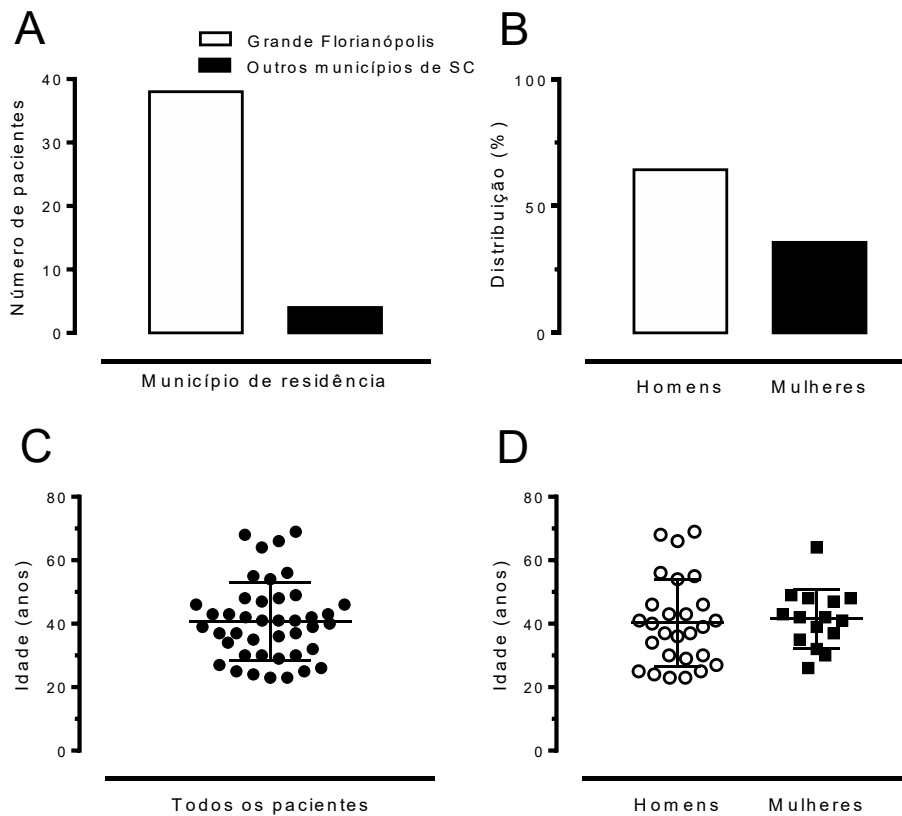 A
Grande Florianópolis
Outros municípios de SC
Número de pacientes
40
30
20
10
0
Município de residência
B
Distribuição (%)
100
50
0
Homens Mulheres
C
Idade (anos)
80
60
40
20
0
Todos os pacientes
D
Idade (anos)
80
60
40
20
0
Homens Mulheres